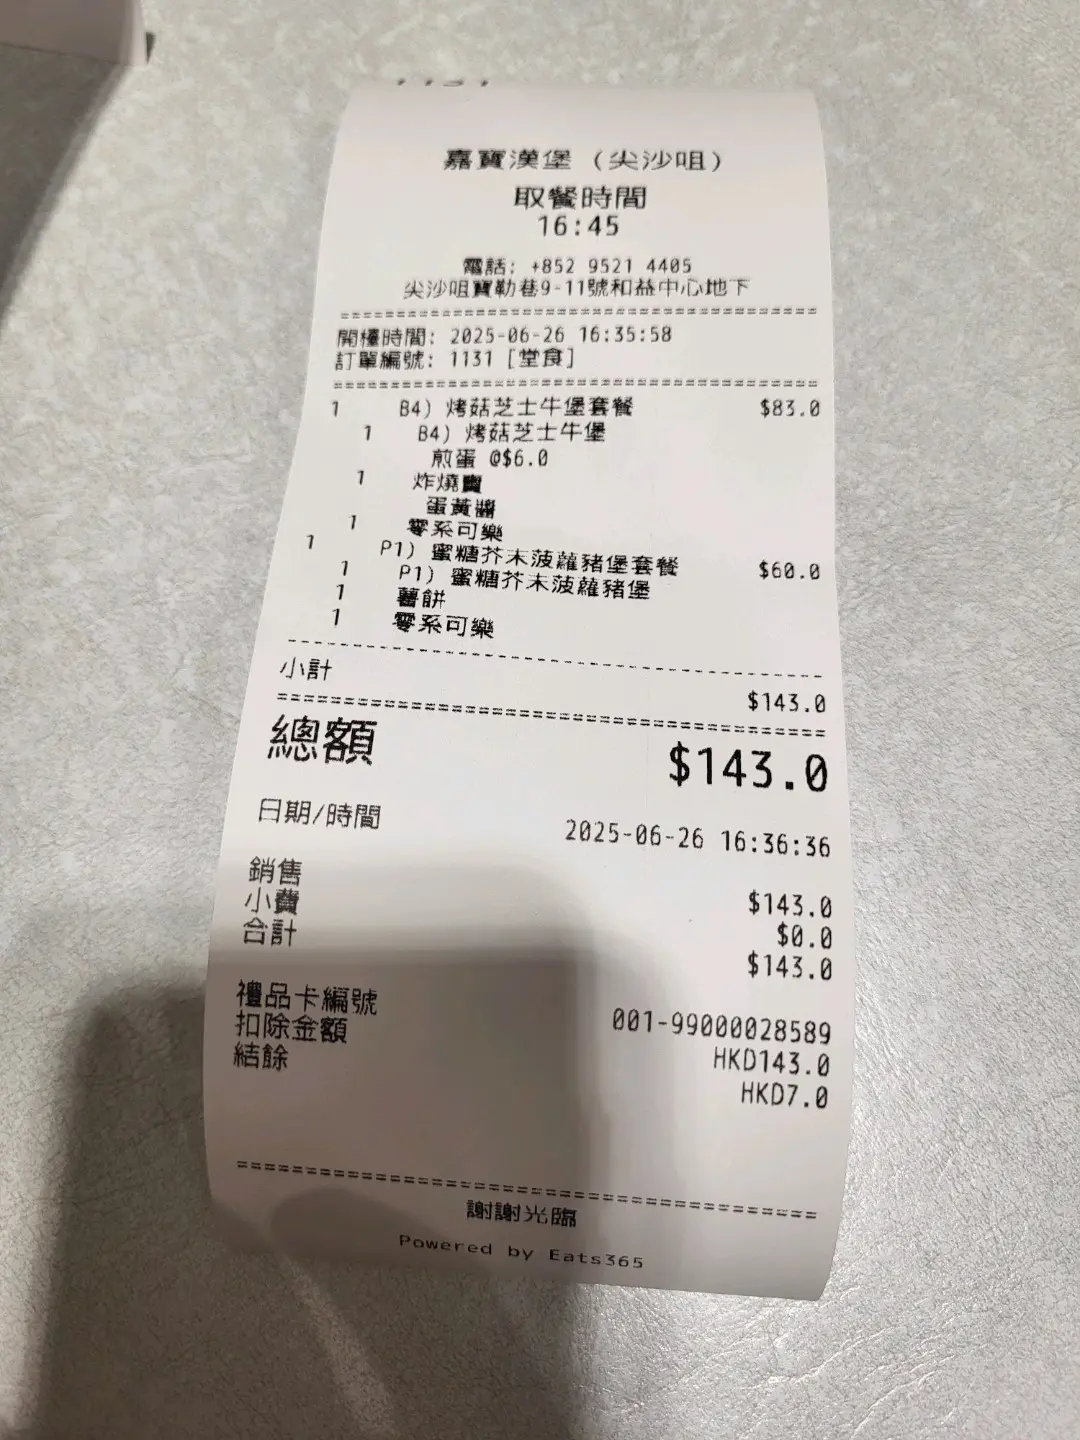 嘉寶漢堡 (尖沙咀)
取餐時間
16:45
電話: +852 9521 4405
尖沙咀寶勒巷9-11號和益中心地下
開檯時間: 2025-06-26 16:35:58
訂單編號: 1131 [堂食]
1 B4) 烤菇芝士牛堡套餐 $83.0
1 B4) 烤菇芝士牛堡
煎蛋 @$6.0
1 炸燒賣
蛋黃醬
1 零系可樂
1 P1) 蜜糖芥末菠蘿豬堡套餐 $60.0
1 P1) 蜜糖芥末菠蘿豬堡
1 薯餅
1 零系可樂
小計 $143.0
總額 $143.0
日期/時間 2025-06-26 16:36:36
銷售 $143.0
小費 $0.0
合計 $143.0
禮品卡編號 001-99000028589
扣除金額 HKD143.0
結餘 HKD7.0
謝謝光臨
Powered by Eats365